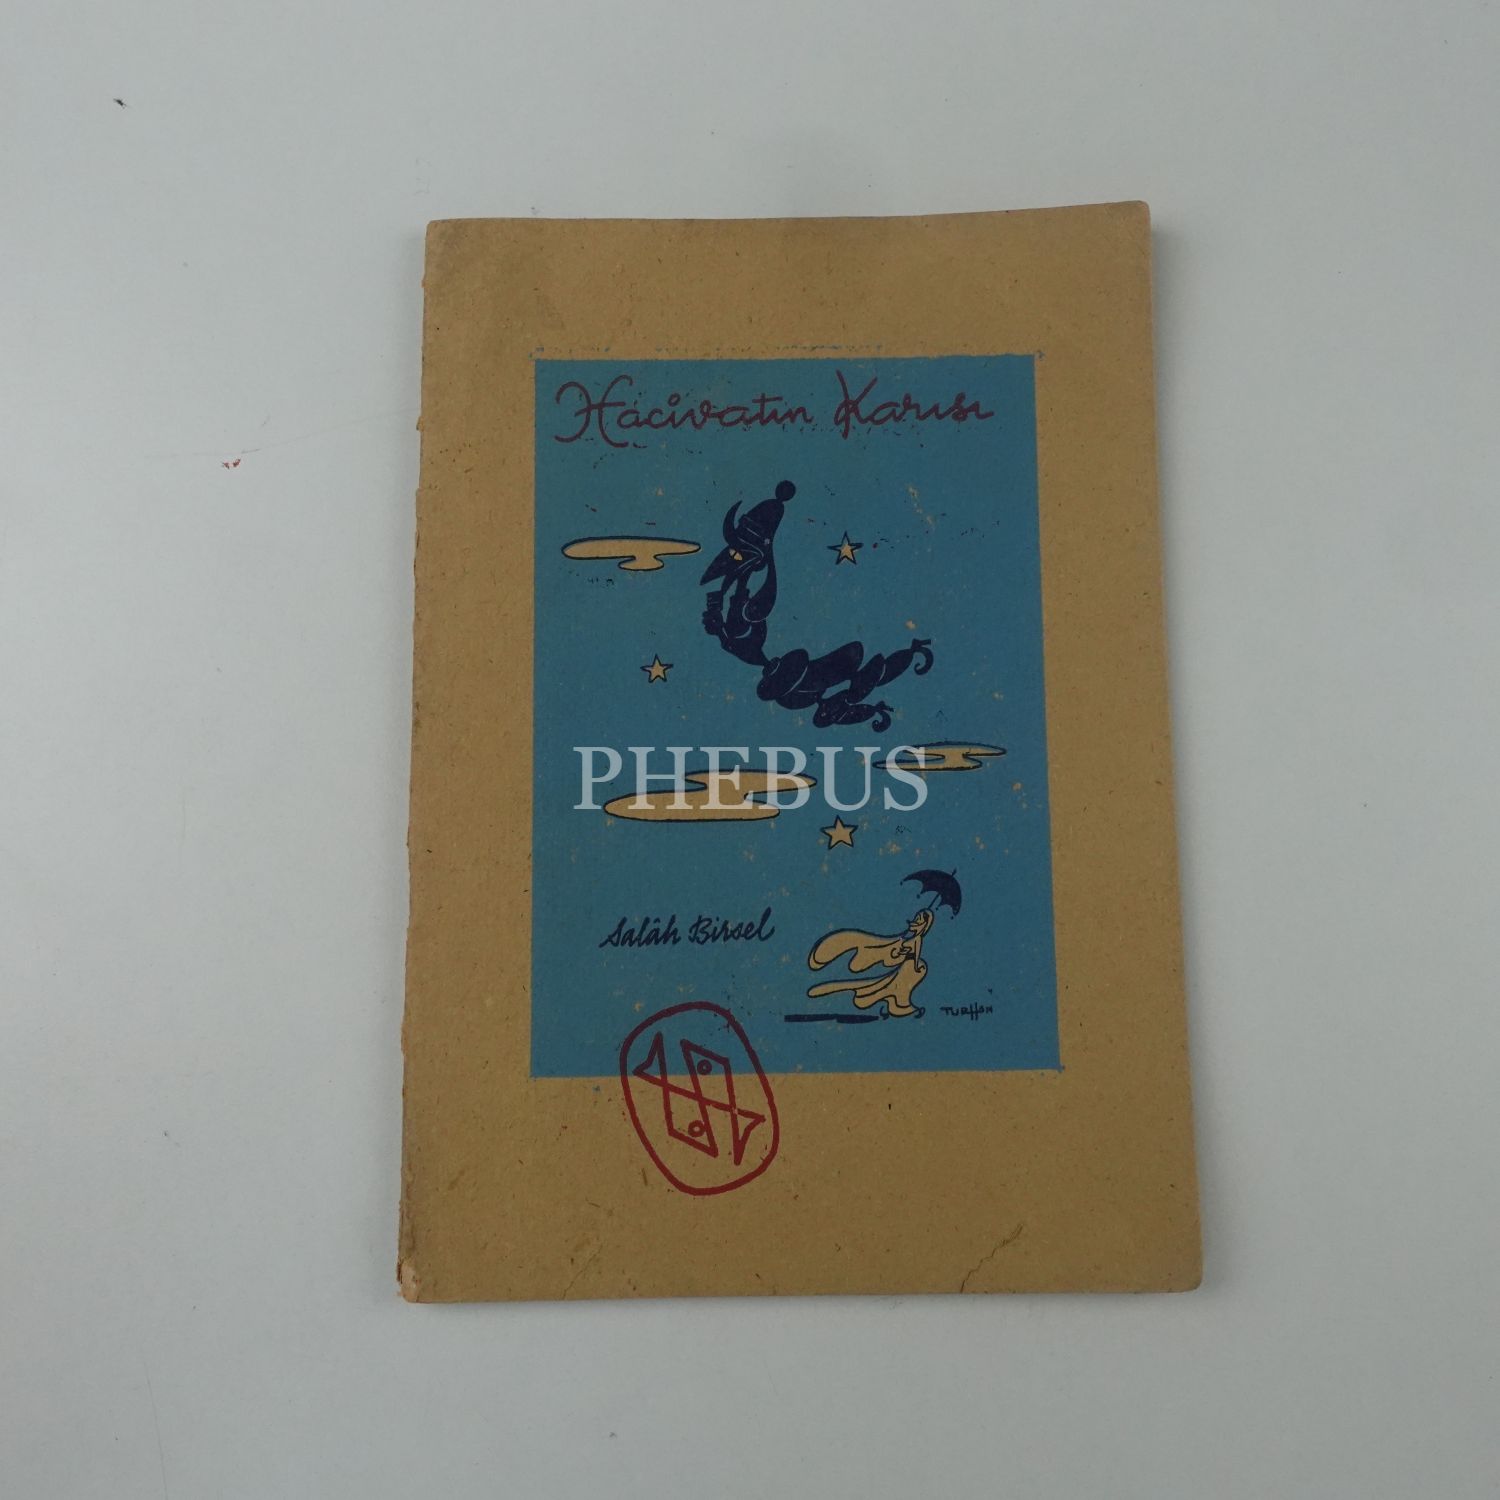 Hacivatın Karısı
PHEBUS
Salâh Birsel
TURHAN